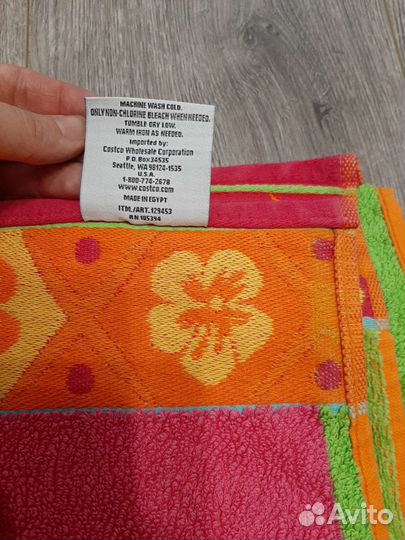 MACHINE WASH COLD.
ONLY NON-CHLORINE BLEACH WHEN NEEDED.
TUMBLE DRY LOW.
WARM IRON AS NEEDED.
Imported by:
Costco Wholesale Corporation
P.O. Box 34535
Seattle, WA 98124-1535
U.S.A.
1-800-774-2678
www.costco.com
MADE IN EGYPT
ITM./ART. 129453
RN 105394
Avito